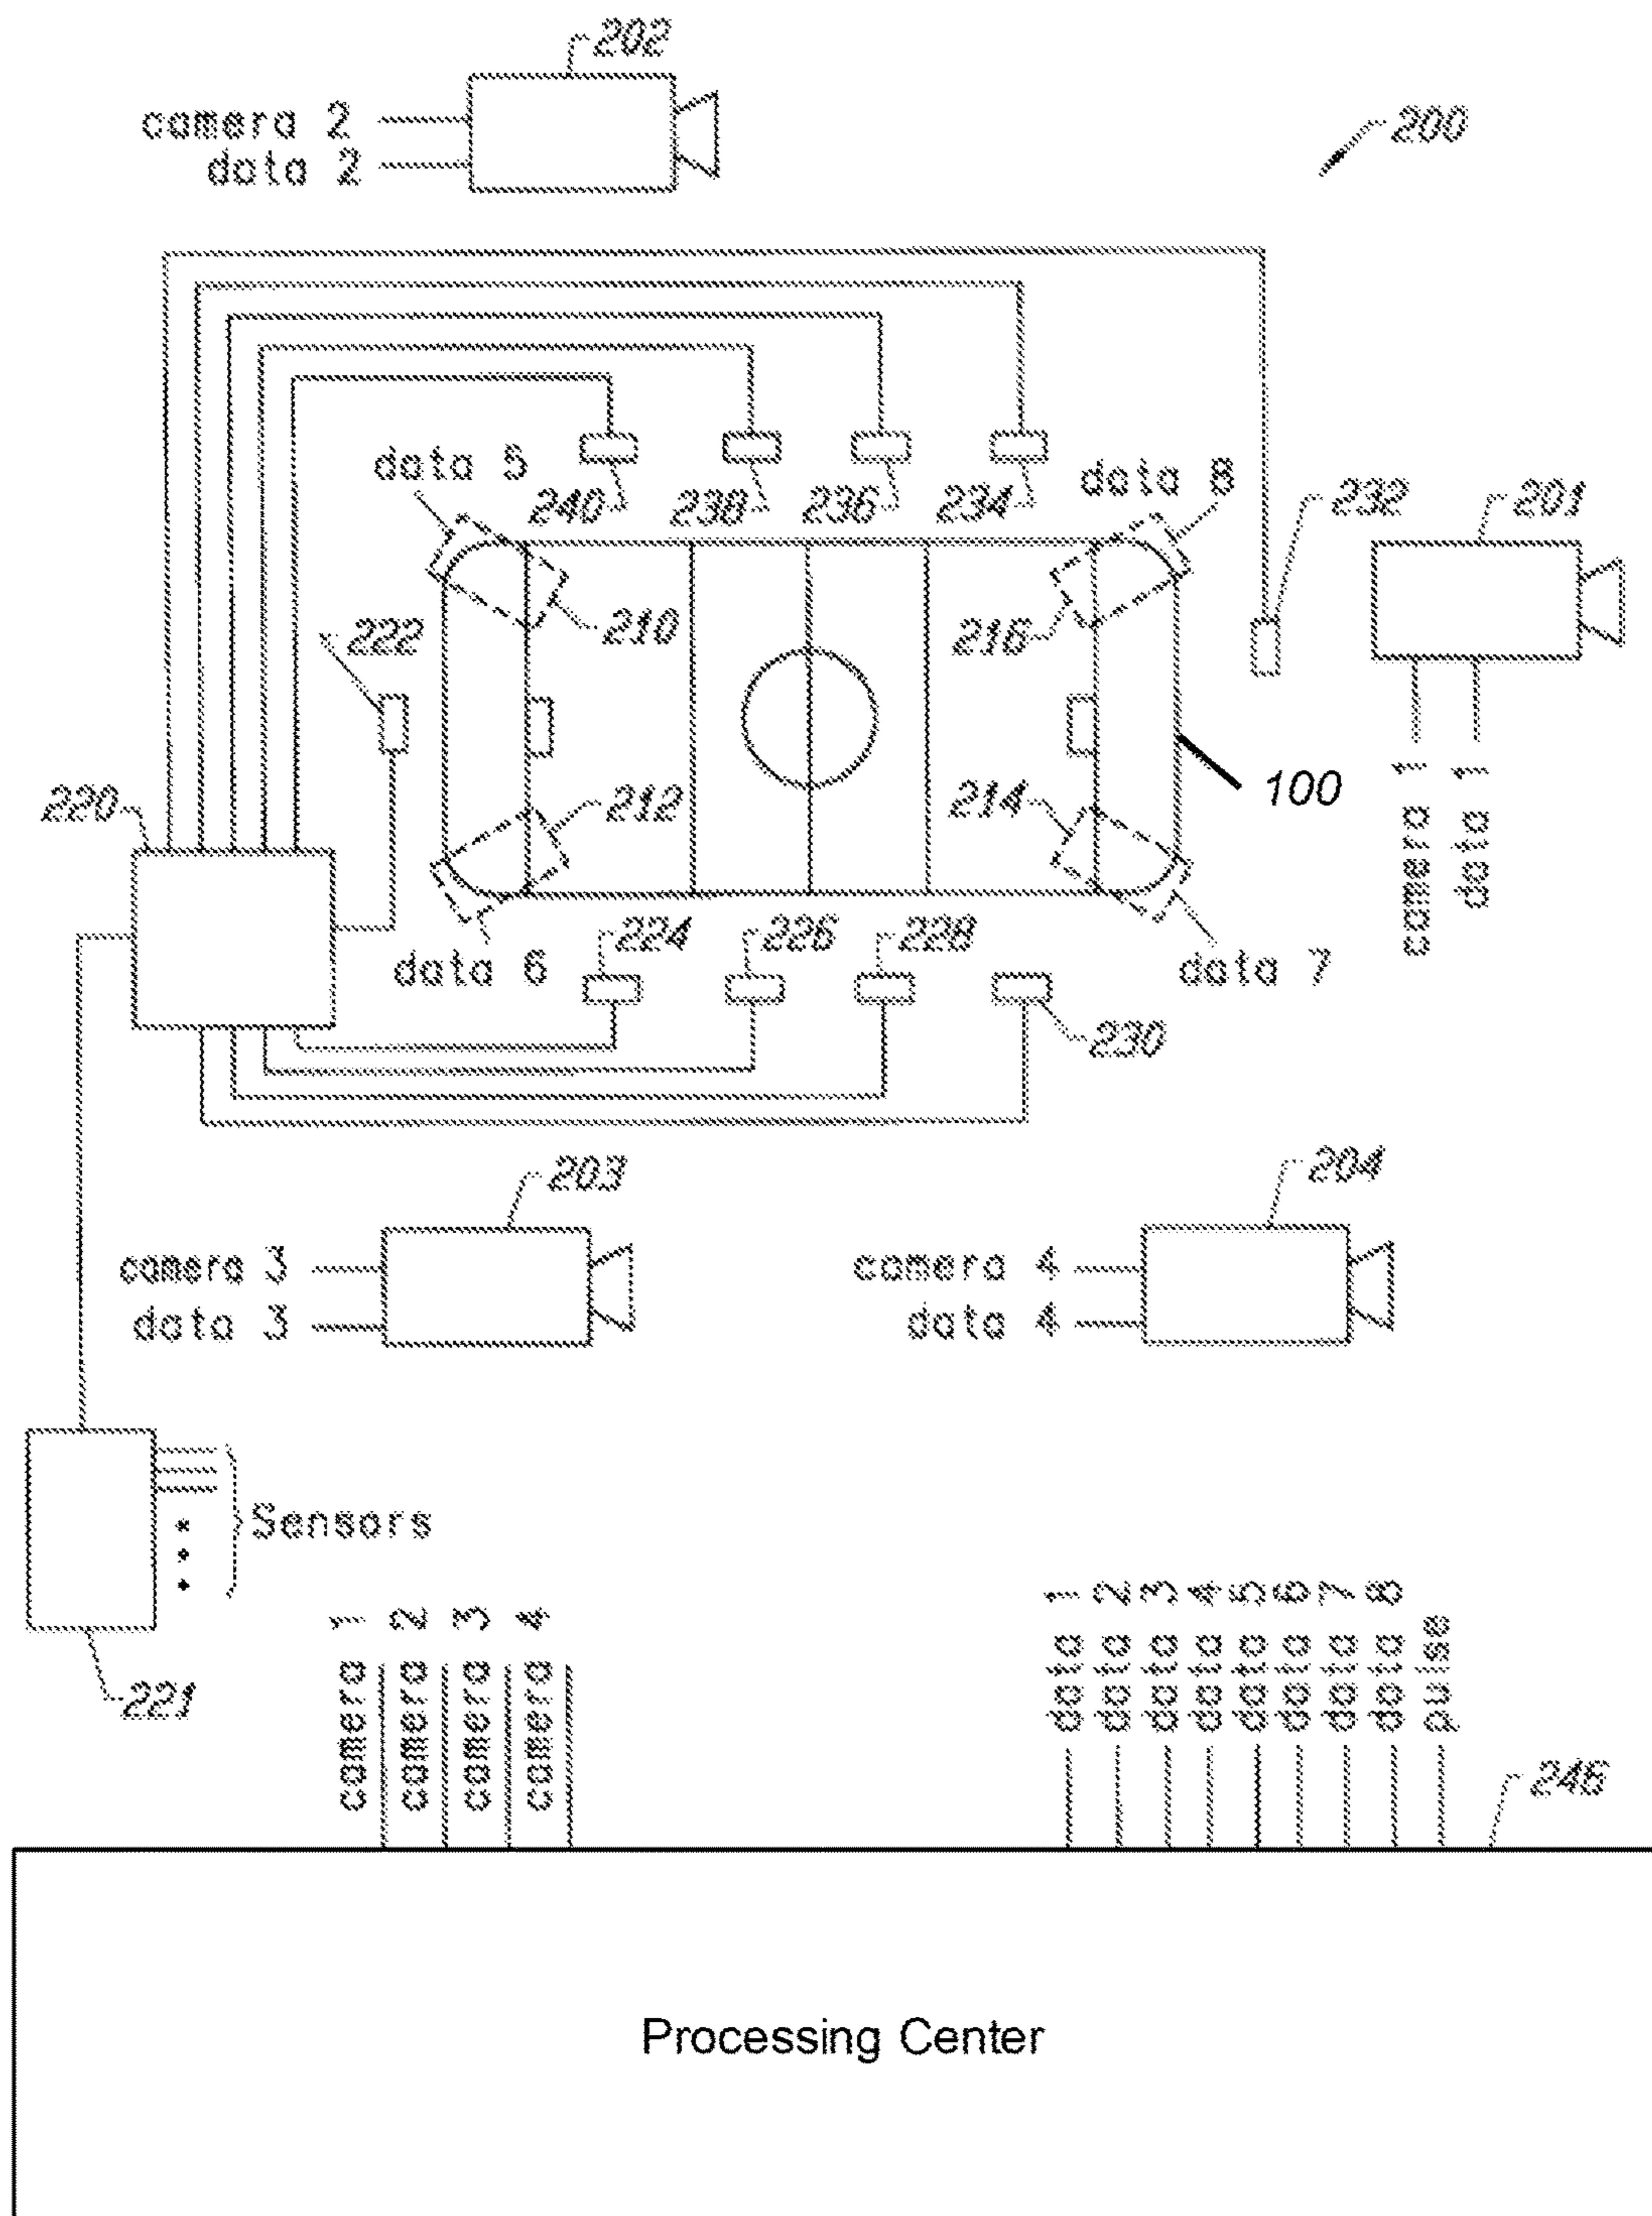 202
camera 2
data 2
200
data 5
240
238
236
234
data 8
232
201
222
210
216
220
212
214
100
camera 1
data 1
data 6
224
226
228
data 7
230
203
204
camera 3
data 3
camera 4
data 4
Sensors
221
camera 1
camera 2
camera 3
camera 4
data 1
data 2
data 3
data 4
data 5
data 6
data 7
data 8
pulse
246
Processing Center